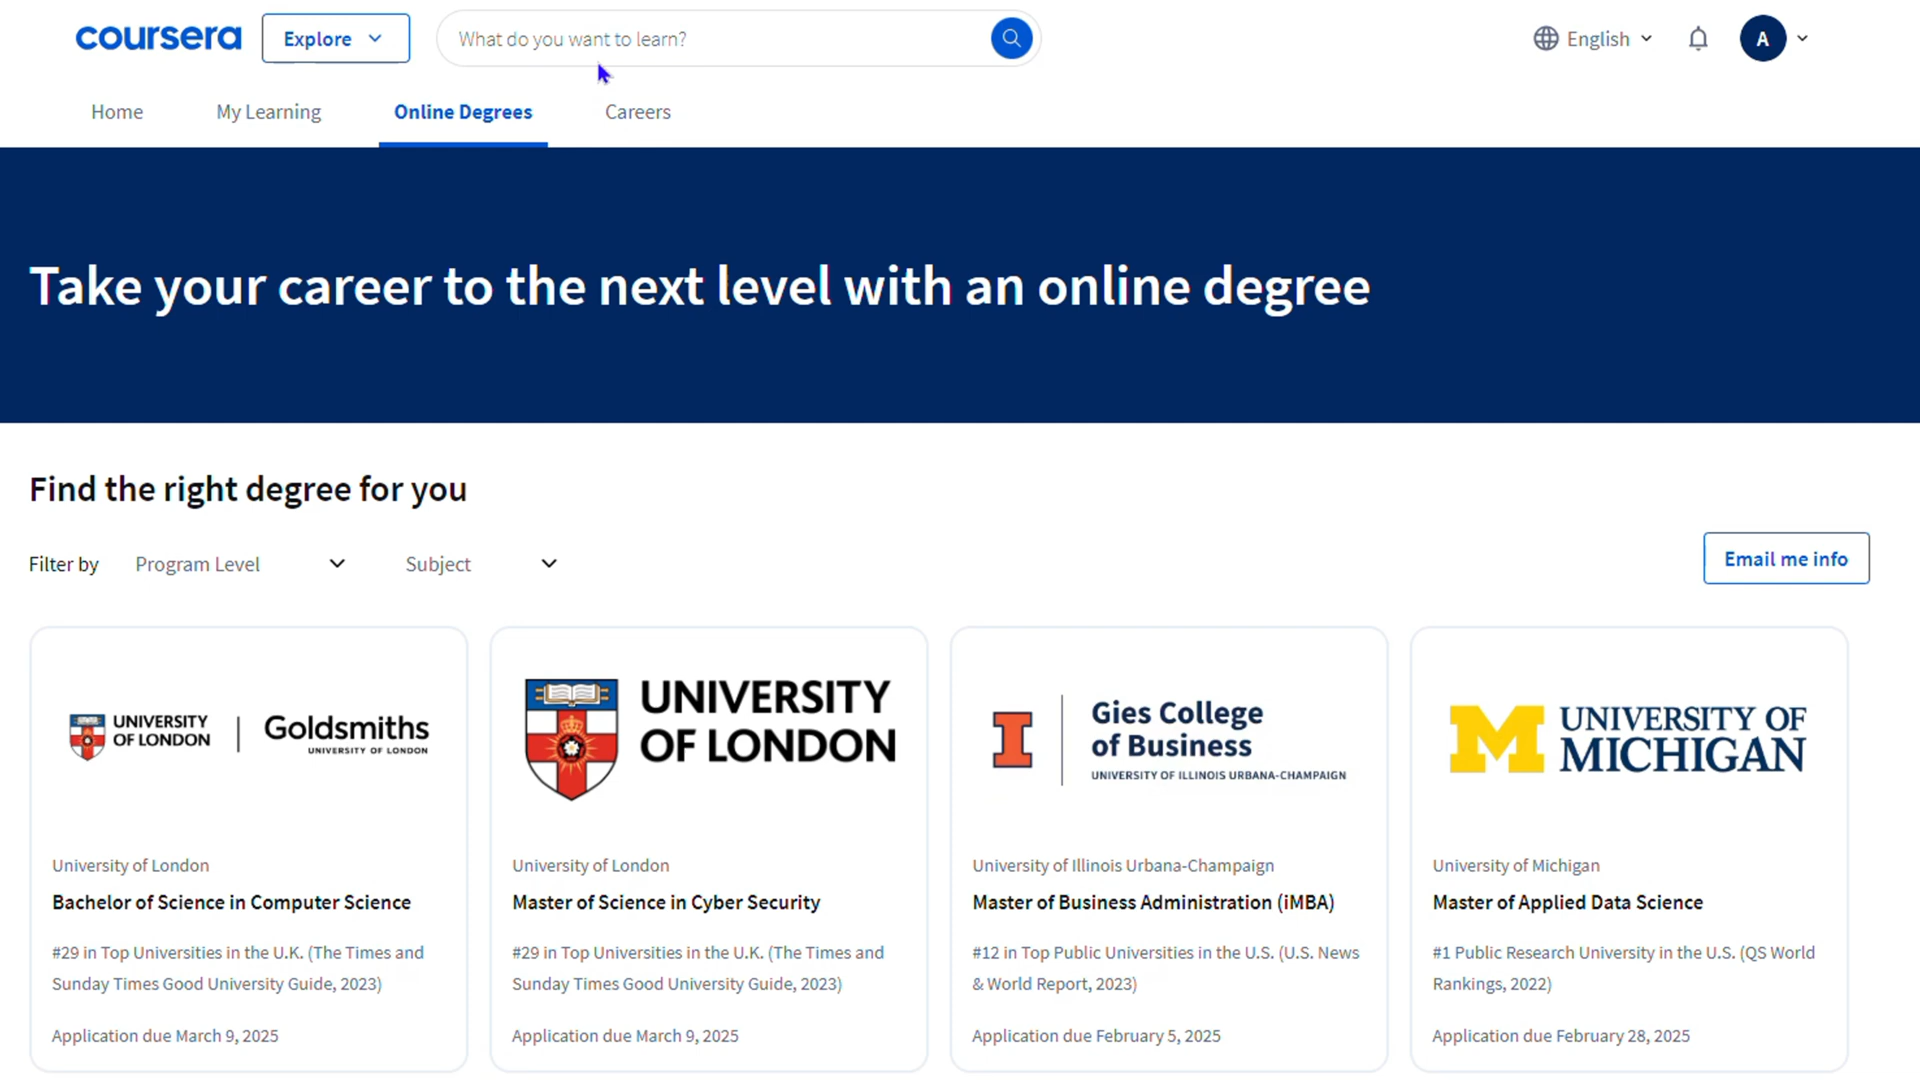 coursera
Explore
What do you want to learn?
English
A
Home
My Learning
Online Degrees
Careers
Take your career to the next level with an online degree
Find the right degree for you
Filter by
Program Level
Subject
Email me info
UNIVERSITY
OF LONDON
Goldsmiths
UNIVERSITY OF LONDON
University of London
Bachelor of Science in Computer Science
#29 in Top Universities in the U.K. (The Times and
Sunday Times Good University Guide, 2023)
Application due March 9, 2025
UNIVERSITY
OF LONDON
University of London
Master of Science in Cyber Security
#29 in Top Universities in the U.K. (The Times and
Sunday Times Good University Guide, 2023)
Application due March 9, 2025
I
Gies College
of Business
UNIVERSITY OF ILLINOIS URBANA-CHAMPAIGN
University of Illinois Urbana-Champaign
Master of Business Administration (iMBA)
#12 in Top Public Universities in the U.S. (U.S. News
& World Report, 2023)
Application due February 5, 2025
M
UNIVERSITY OF
MICHIGAN
University of Michigan
Master of Applied Data Science
#1 Public Research University in the U.S. (QS World
Rankings, 2022)
Application due February 28, 2025